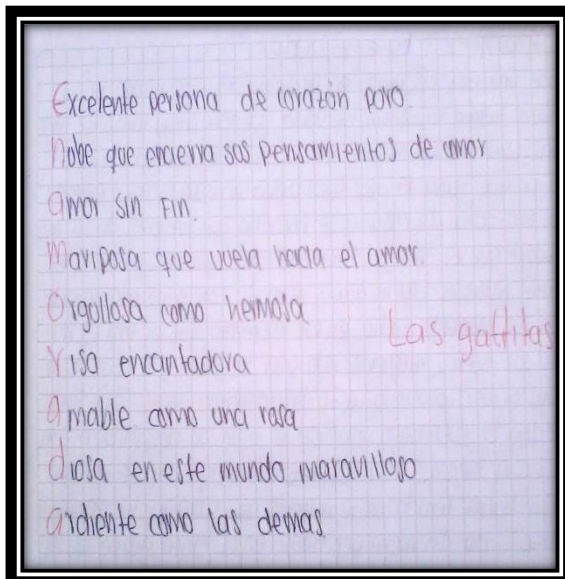 Excelente persona de corazón puro.
Nube que encierra sus pensamientos de amor
amor sin Fin.
Mariposa que vuela hacia el amor
Orgullosa como hermosa
risa encantadora
Las gattitas
amable como una rosa
diosa en este mundo maravilloso
ardiente como las demas